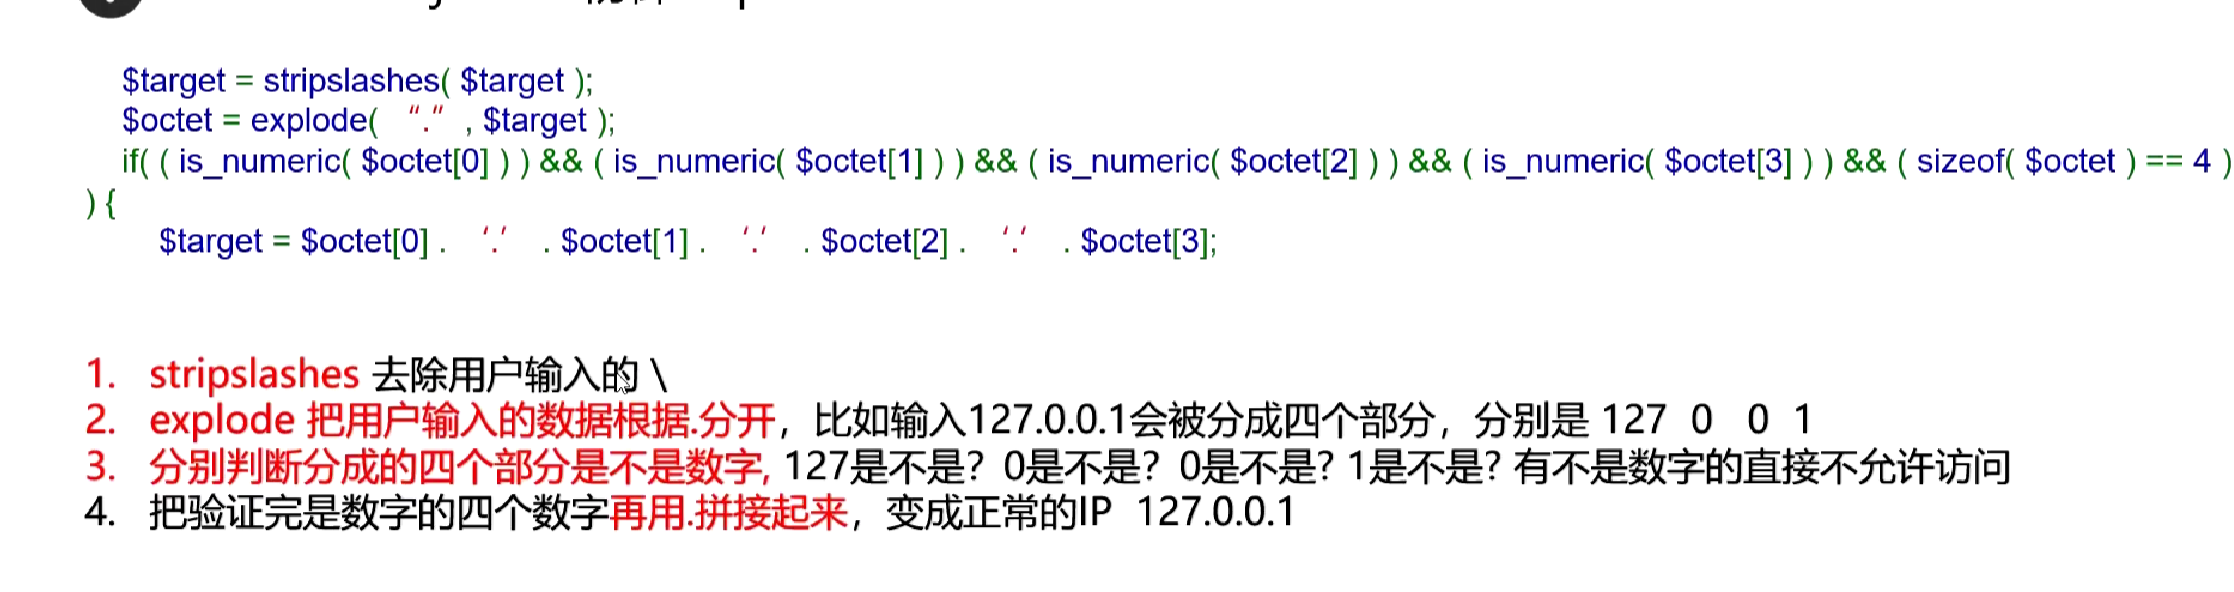 $target = stripslashes( $target );
$octet = explode( “.” , $target );
if( ( is_numeric( $octet[0] ) ) && ( is_numeric( $octet[1] ) ) && ( is_numeric( $octet[2] ) ) && ( is_numeric( $octet[3] ) ) && ( sizeof( $octet ) == 4 )
) {
$target = $octet[0] . ‘.’ . $octet[1] . ‘.’ . $octet[2] . ‘.’ . $octet[3];
1. stripslashes 去除用户输入的 \
2. explode 把用户输入的数据根据.分开，比如输入127.0.0.1会被分成四个部分，分别是 127 0 0 1
3. 分别判断分成的四个部分是不是数字, 127是不是？0是不是？0是不是？1是不是？有不是数字的直接不允许访问
4. 把验证完是数字的四个数字再用.拼接起来，变成正常的IP 127.0.0.1